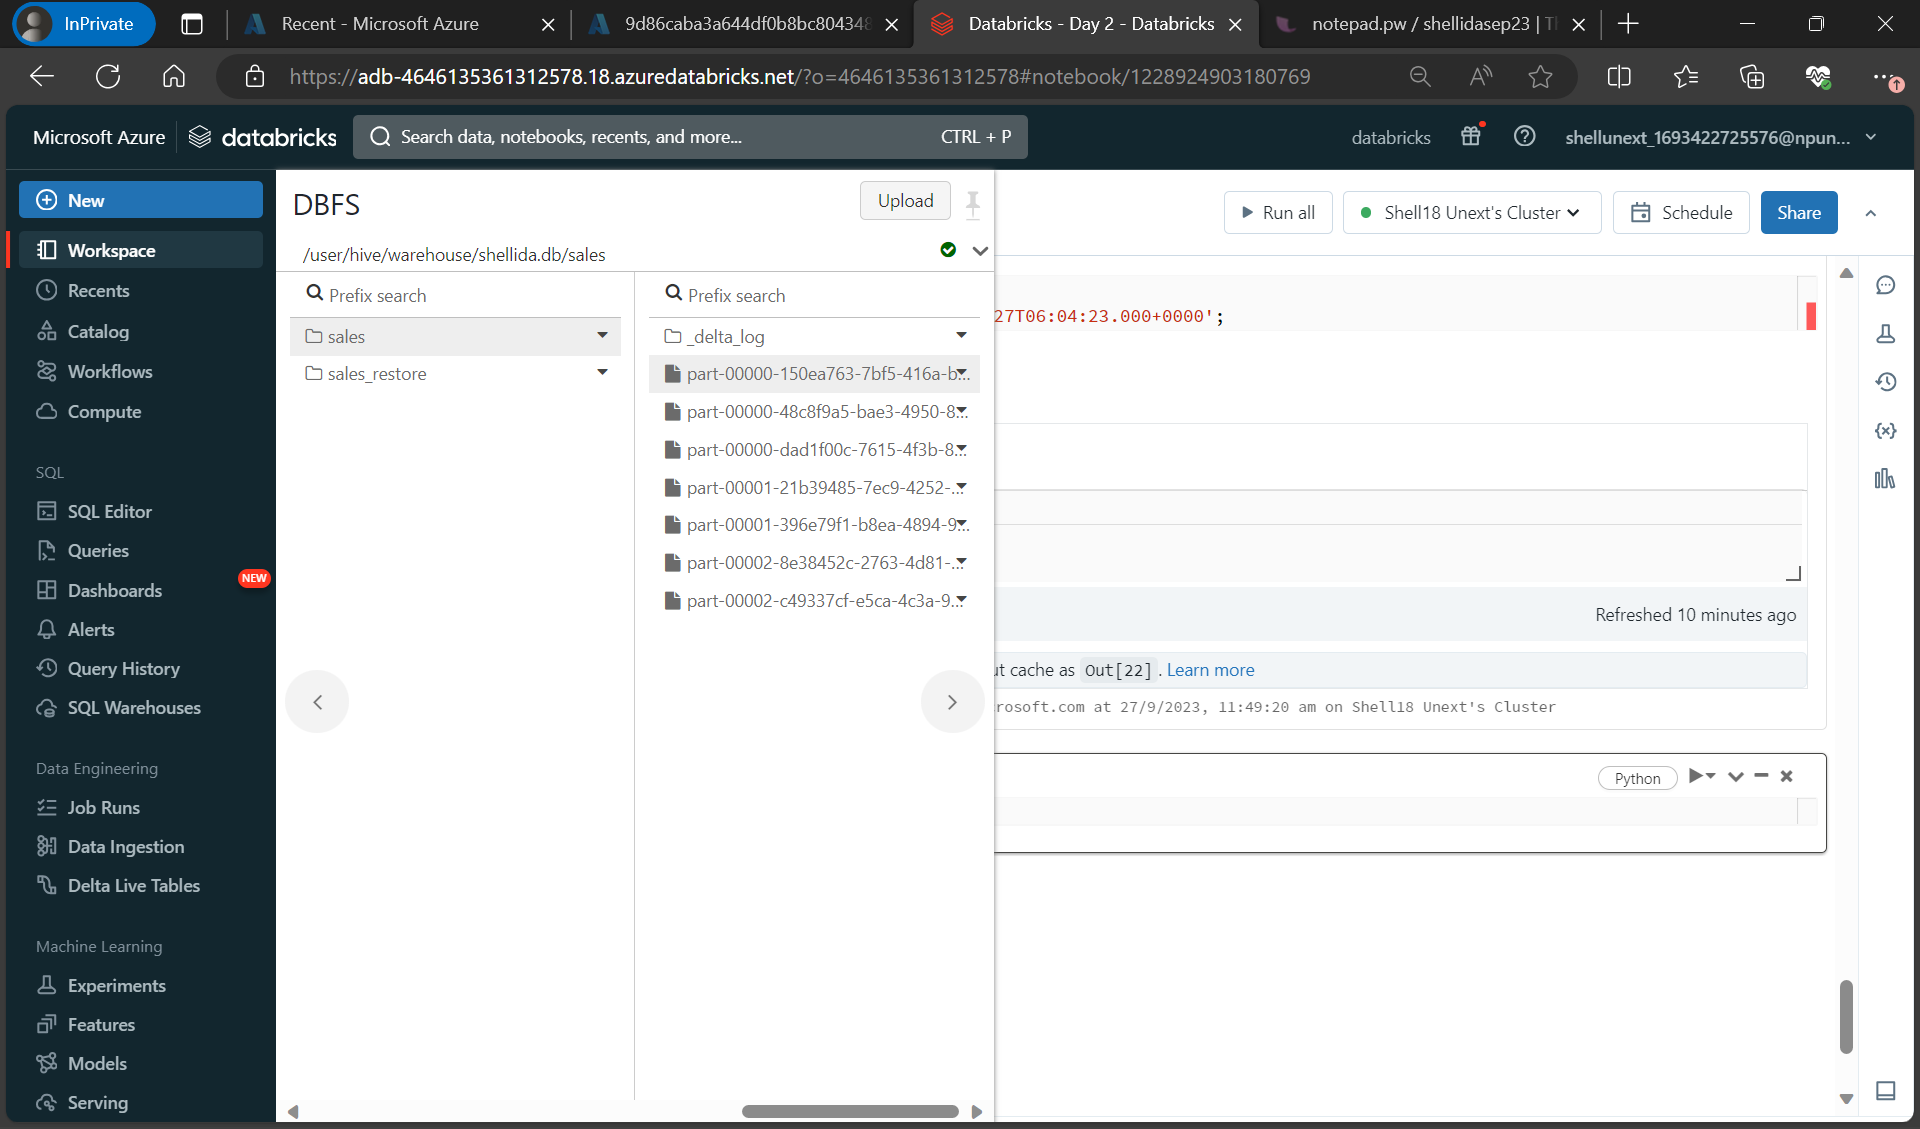 InPrivate
Recent - Microsoft Azure
9d86caba3a644df0b8bc804348
Databricks - Day 2 - Databricks
notepad.pw / shellidasep23 | Th
https://adb-4646135361312578.18.azuredatabricks.net/?o=4646135361312578#notebook/1228924903180769
Microsoft Azure
databricks
Search data, notebooks, recents, and more...
CTRL + P
databricks
shellunext_1693422725576@npun...
New
Workspace
Recents
Catalog
Workflows
Compute
SQL
SQL Editor
Queries
Dashboards
NEW
Alerts
Query History
SQL Warehouses
Data Engineering
Job Runs
Data Ingestion
Delta Live Tables
Machine Learning
Experiments
Features
Models
Serving
DBFS
Upload
/user/hive/warehouse/shellida.db/sales
Prefix search
sales
sales_restore
Prefix search
_delta_log
part-00000-150ea763-7bf5-416a-b...
part-00000-48c8f9a5-bae3-4950-8...
part-00000-dad1f00c-7615-4f3b-8...
part-00001-21b39485-7ec9-4252-...
part-00001-396e79f1-b8ea-4894-9...
part-00002-8e38452c-2763-4d81-...
part-00002-c49337cf-e5ca-4c3a-9...
Run all
Shell18 Unext's Cluster
Schedule
Share
27T06:04:23.000+0000';
Refreshed 10 minutes ago
ut cache as Out[22] . Learn more
rosoft.com at 27/9/2023, 11:49:20 am on Shell18 Unext's Cluster
Python